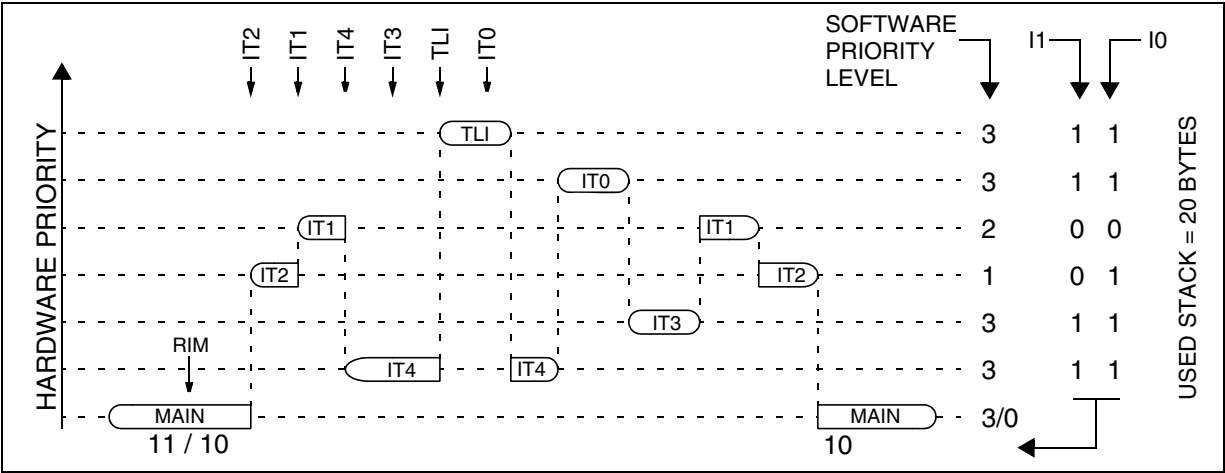 IT2
IT1
IT4
IT3
TLI
IT0
SOFTWARE
PRIORITY
LEVEL
I1
I0
HARDWARE PRIORITY
TLI
3
1 1
IT0
3
1 1
IT1
IT1
2
0 0
IT2
IT2
1
0 1
IT3
3
1 1
RIM
IT4
IT4
3
1 1
MAIN
MAIN
3/0
11 / 10
10
USED STACK = 20 BYTES